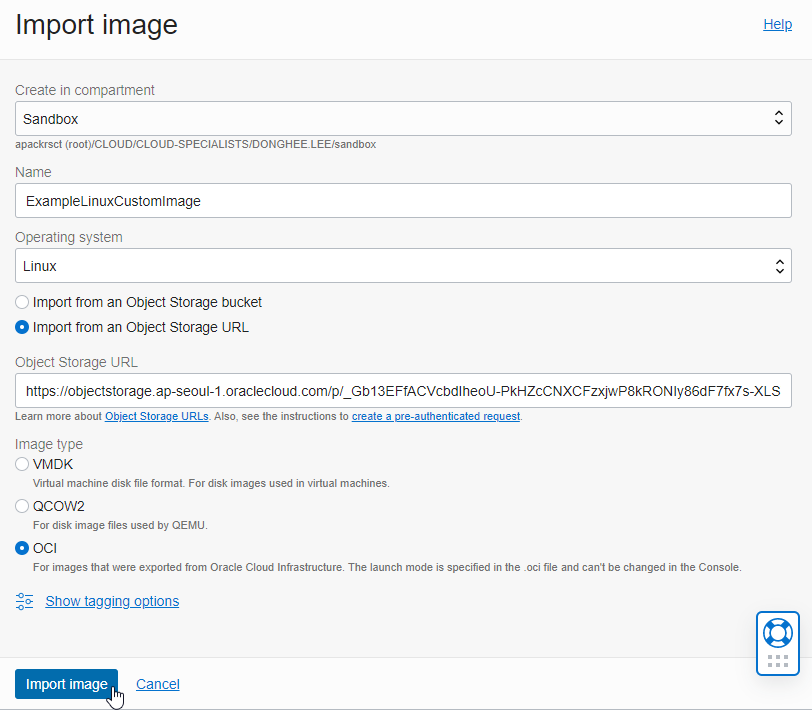 Import image
Help
Create in compartment
Sandbox
apackrsct (root)/CLOUD/CLOUD-SPECIALISTS/DONGHEE.LEE/sandbox
Name
ExampleLinuxCustomImage
Operating system
Linux
Import from an Object Storage bucket
Import from an Object Storage URL
Object Storage URL
https://objectstorage.ap-seoul-1.oraclecloud.com/p/_Gb13EFfACVcbdIheoU-PkHZcCNXCFzxjwP8kRONIy86dF7fx7s-XLS
Learn more about Object Storage URLs. Also, see the instructions to create a pre-authenticated request.
Image type
VMDK
Virtual machine disk file format. For disk images used in virtual machines.
QCOW2
For disk image files used by QEMU.
OCI
For images that were exported from Oracle Cloud Infrastructure. The launch mode is specified in the .oci file and can't be changed in the Console.
Show tagging options
Import image
Cancel